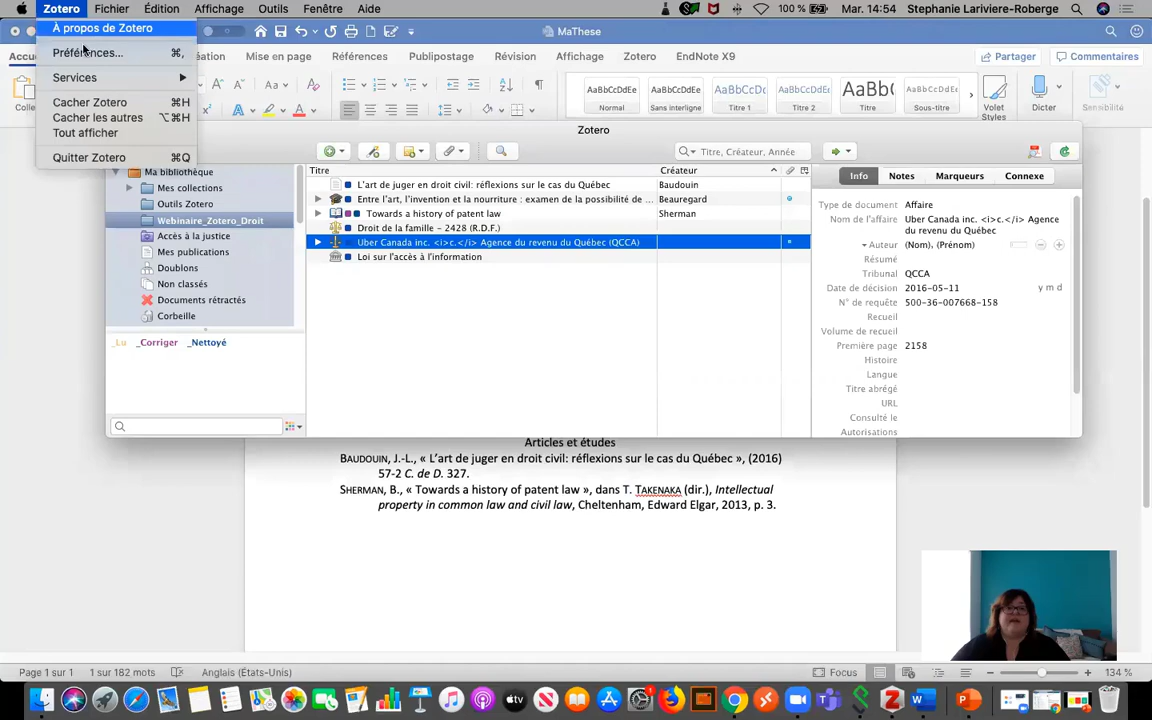 Zotero Fichier Édition Affichage Outils Fenêtre Aide 100 % Mar. 14:54 Stephanie Lariviere-Roberge
À propos de Zotero
Préférences... ⌘,
Services
Cacher Zotero ⌘H
Cacher les autres ⌥⌘H
Tout afficher
Quitter Zotero ⌘Q
MaThese
Accu éation Mise en page Références Publipostage Révision Affichage Zotero EndNote X9 Partager Commentaires
Colle Aa A A AaBbCcDdEe AaBbCcDdEe AaBbCcDc AaBbCcDdEe AaBb( AaBbCcDdEe
Normal Sans interligne Titre 1 Titre 2 Titre Sous-titre Volet Styles Dicter Sensibilité
Zotero
Titre, Créateur, Année
Ma bibliothèque
Mes collections
Outils Zotero
Webinaire_Zotero_Droit
Accès à la justice
Mes publications
Doublons
Non classés
Documents rétractés
Corbeille
_Lu _Corriger _Nettoyé
Titre Créateur
L'art de juger en droit civil: réflexions sur le cas du Québec Baudouin
Entre l'art, l'invention et la nourriture : examen de la possibilité de ... Beauregard
Towards a history of patent law Sherman
Droit de la famille – 2428 (R.D.F.)
Uber Canada inc. <i>c.</i> Agence du revenu du Québec (QCCA)
Loi sur l'accès à l'information
Info Notes Marqueurs Connexe
Type de document Affaire
Nom de l'affaire Uber Canada inc. <i>c.</i> Agence
du revenu du Québec (QCCA)
Auteur (Nom), (Prénom)
Résumé
Tribunal QCCA
Date de décision 2016-05-11 y m d
N° de requête 500-36-007668-158
Recueil
Volume de recueil
Première page 2158
Histoire
Langue
Titre abrégé
URL
Consulté le
Autorisations
Articles et études
BAUDOUIN, J.-L., « L'art de juger en droit civil: réflexions sur le cas du Québec », (2016)
57-2 C. de D. 327.
SHERMAN, B., « Towards a history of patent law », dans T. TAKENAKA (dir.), Intellectual
property in common law and civil law, Cheltenham, Edward Elgar, 2013, p. 3.
Page 1 sur 1 1 sur 182 mots Anglais (États-Unis) Focus 134 %